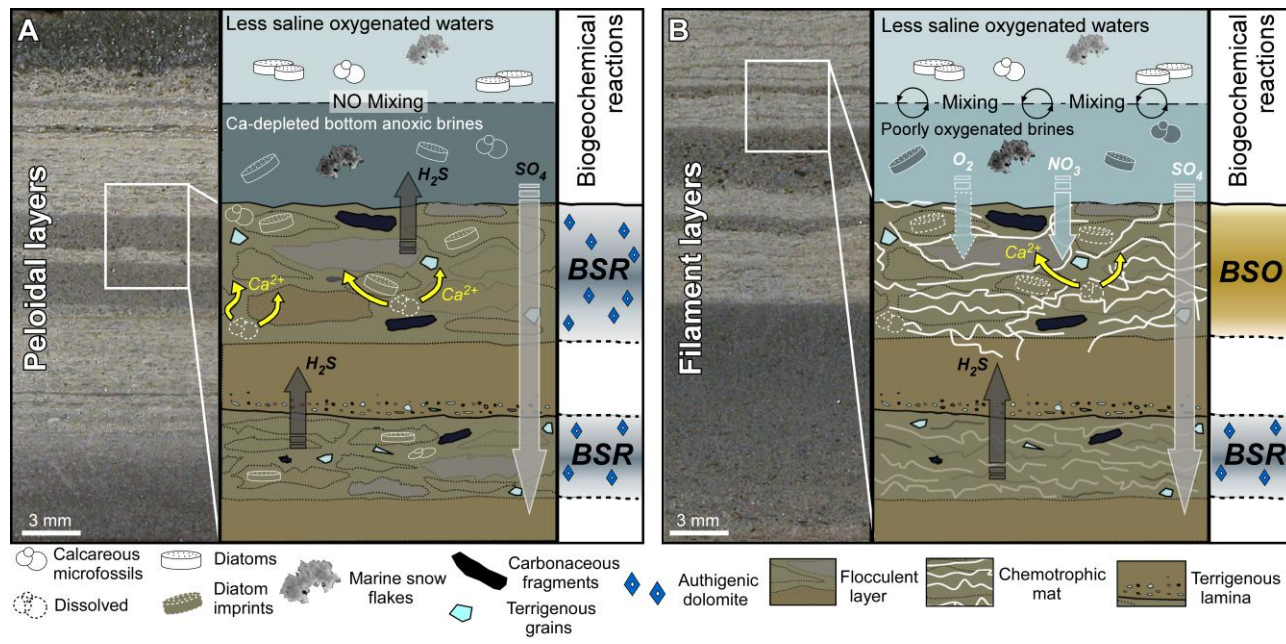 A
Peloidal layers
3 mm
Less saline oxygenated waters
NO Mixing
Ca-depleted bottom anoxic brines
H2S
SO4
Ca2+
Ca2+
H2S
Biogeochemical
reactions
BSR
BSR
B
Filament layers
3 mm
Less saline oxygenated waters
Mixing
Mixing
Poorly oxygenated brines
O2
NO3
SO4
Ca2+
H2S
Biogeochemical
reactions
BSO
BSR
Calcareous
microfossils
Dissolved
Diatoms
Diatom
imprints
Marine snow
flakes
Carbonaceous
fragments
Terrigenous
grains
Authigenic
dolomite
Flocculent
layer
Chemotrophic
mat
Terrigenous
lamina